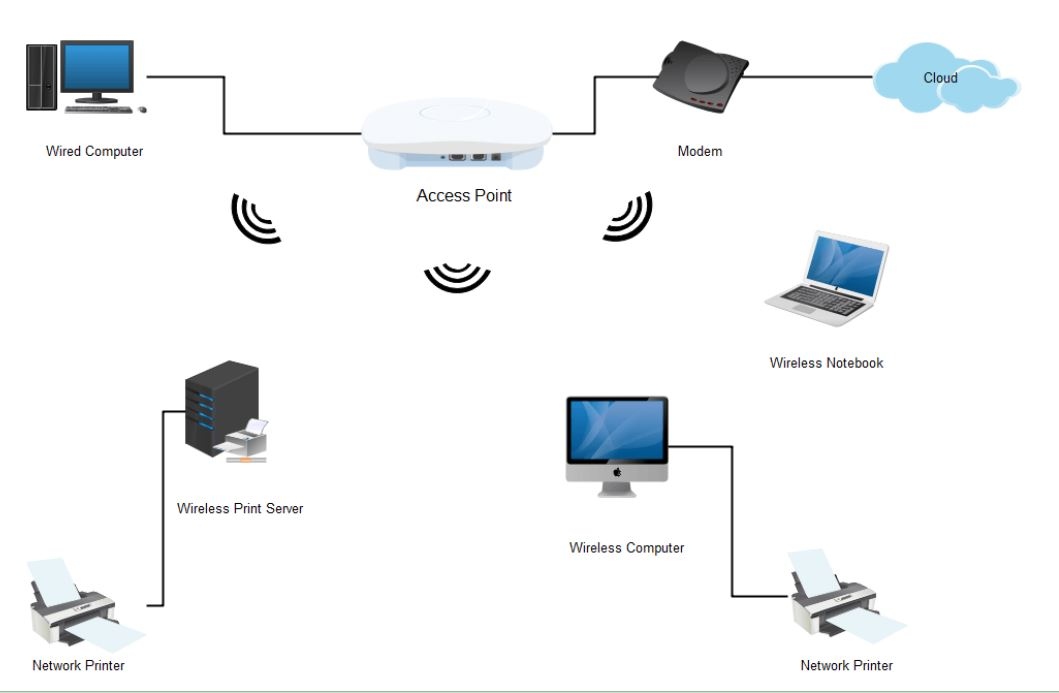 Cloud
Wired Computer
Modem
Access Point
Wireless Notebook
Wireless Print Server
Wireless Computer
Network Printer
Network Printer